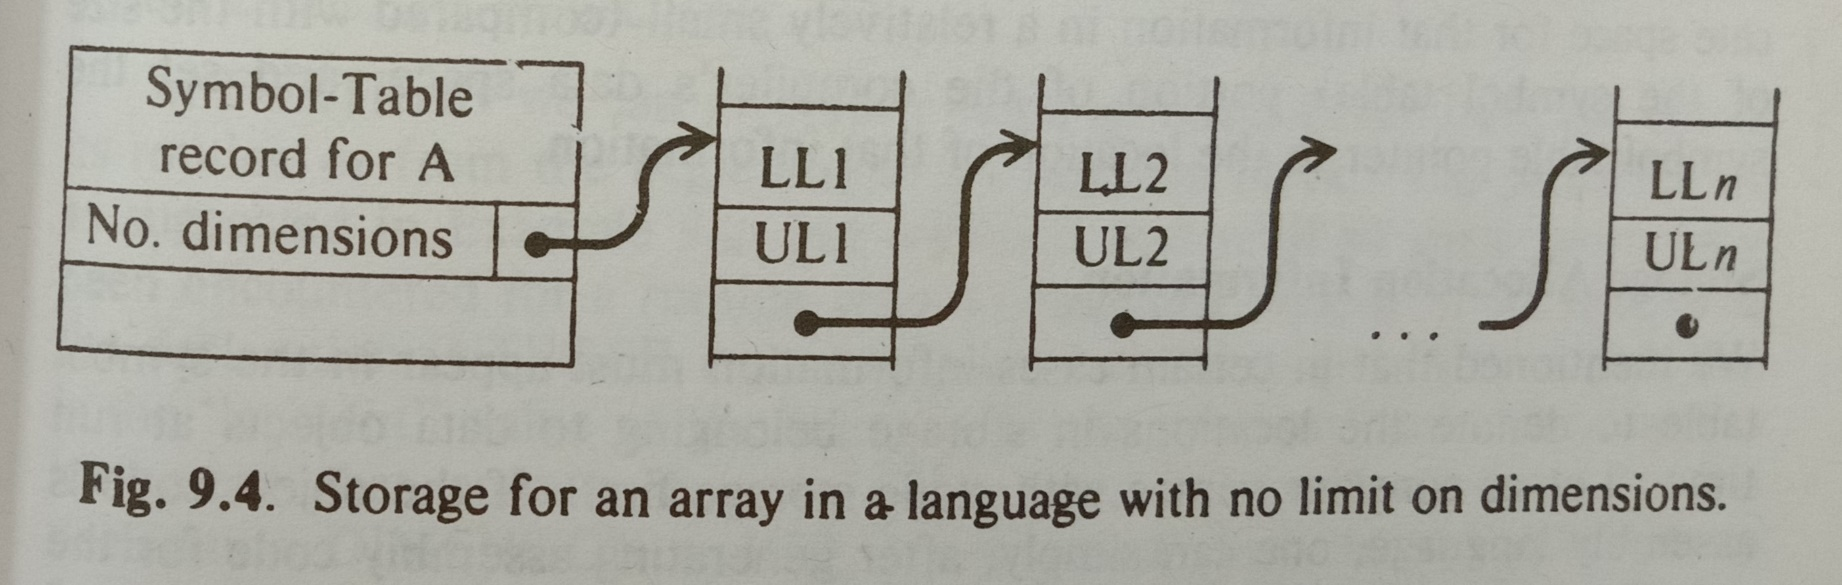 Symbol-Table
record for A
No. dimensions
LL1
UL1
LL2
UL2
...
LLn
ULn
Fig. 9.4. Storage for an array in a language with no limit on dimensions.